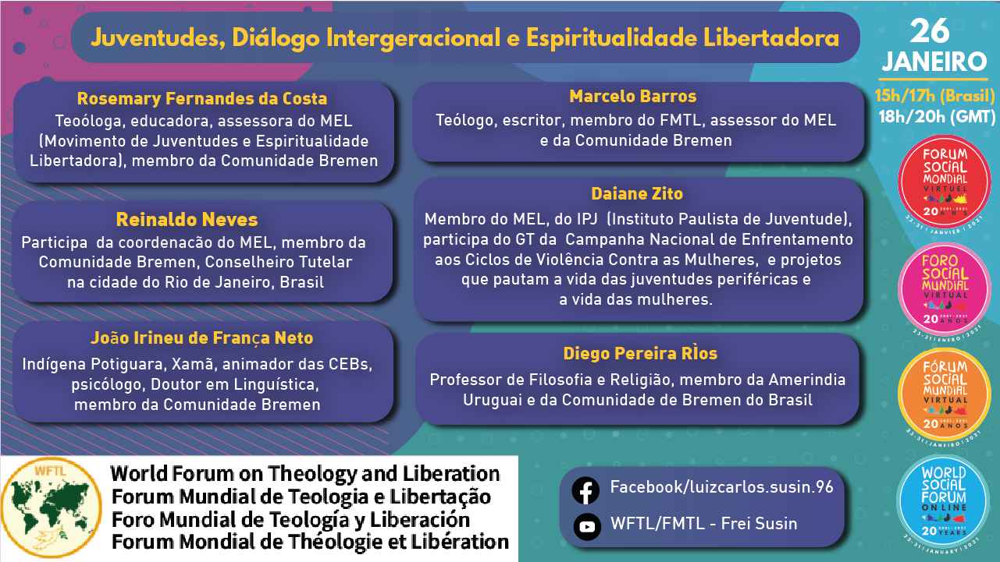 Juventudes, Diálogo Intergeracional e Espiritualidade Libertadora
26
JANEIRO
15h/17h (Brasil)
18h/20h (GMT)
Rosemary Fernandes da Costa
Teoóloga, educadora, assessora do MEL
(Movimento de Juventudes e Espiritualidade
Libertadora), membro da Comunidade Bremen
Marcelo Barros
Teólogo, escritor, membro do FMTL, assessor do MEL
e da Comunidade Bremen
Reinaldo Neves
Participa da coordenacão do MEL, membro da
Comunidade Bremen, Conselheiro Tutelar
na cidade do Rio de Janeiro, Brasil
Daiane Zito
Membro do MEL, do IPJ (Instituto Paulista de Juventude),
participa do GT da Campanha Nacional de Enfrentamento
aos Ciclos de Violência Contra as Mulheres, e projetos
que pautam a vida das juventudes periféricas e
a vida das mulheres.
João Irineu de França Neto
Indígena Potiguara, Xamã, animador das CEBs,
psicólogo, Doutor em Linguística,
membro da Comunidade Bremen
Diego Pereira RÌos
Professor de Filosofia e Religião, membro da Amerindia
Uruguai e da Comunidade de Bremen do Brasil
FORUM
SOCIAL
MONDIAL
VIRTUEL
2001-2021
20 ANS
23-31 | JANVIER | 2021
FORO
SOCIAL
MUNDIAL
VIRTUAL
2001-2021
20 AÑOS
23-31 | ENERO | 2021
FÓRUM
SOCIAL
MUNDIAL
VIRTUAL
2001-2021
20 ANOS
23-31 | JANEIRO | 2021
WORLD
SOCIAL
FORUM
ONLINE
2001-2021
20 YEARS
23-31 | JANUARY | 2021
WFTL
World Forum on Theology and Liberation
Forum Mundial de Teologia e Libertação
Foro Mundial de Teología y Liberación
Forum Mondial de Théologie et Libération
Facebook/luizcarlos.susin.96
WFTL/FMTL - Frei Susin